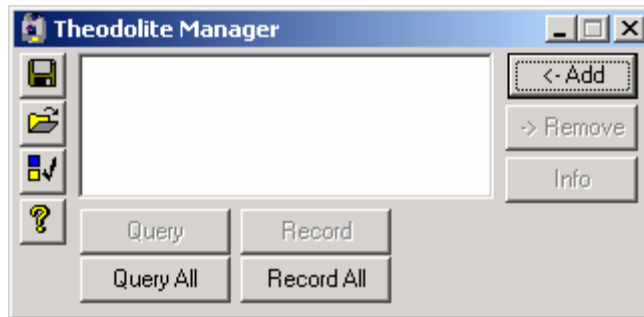 Theodolite Manager
<- Add
-> Remove
Info
Query Record
Query All Record All